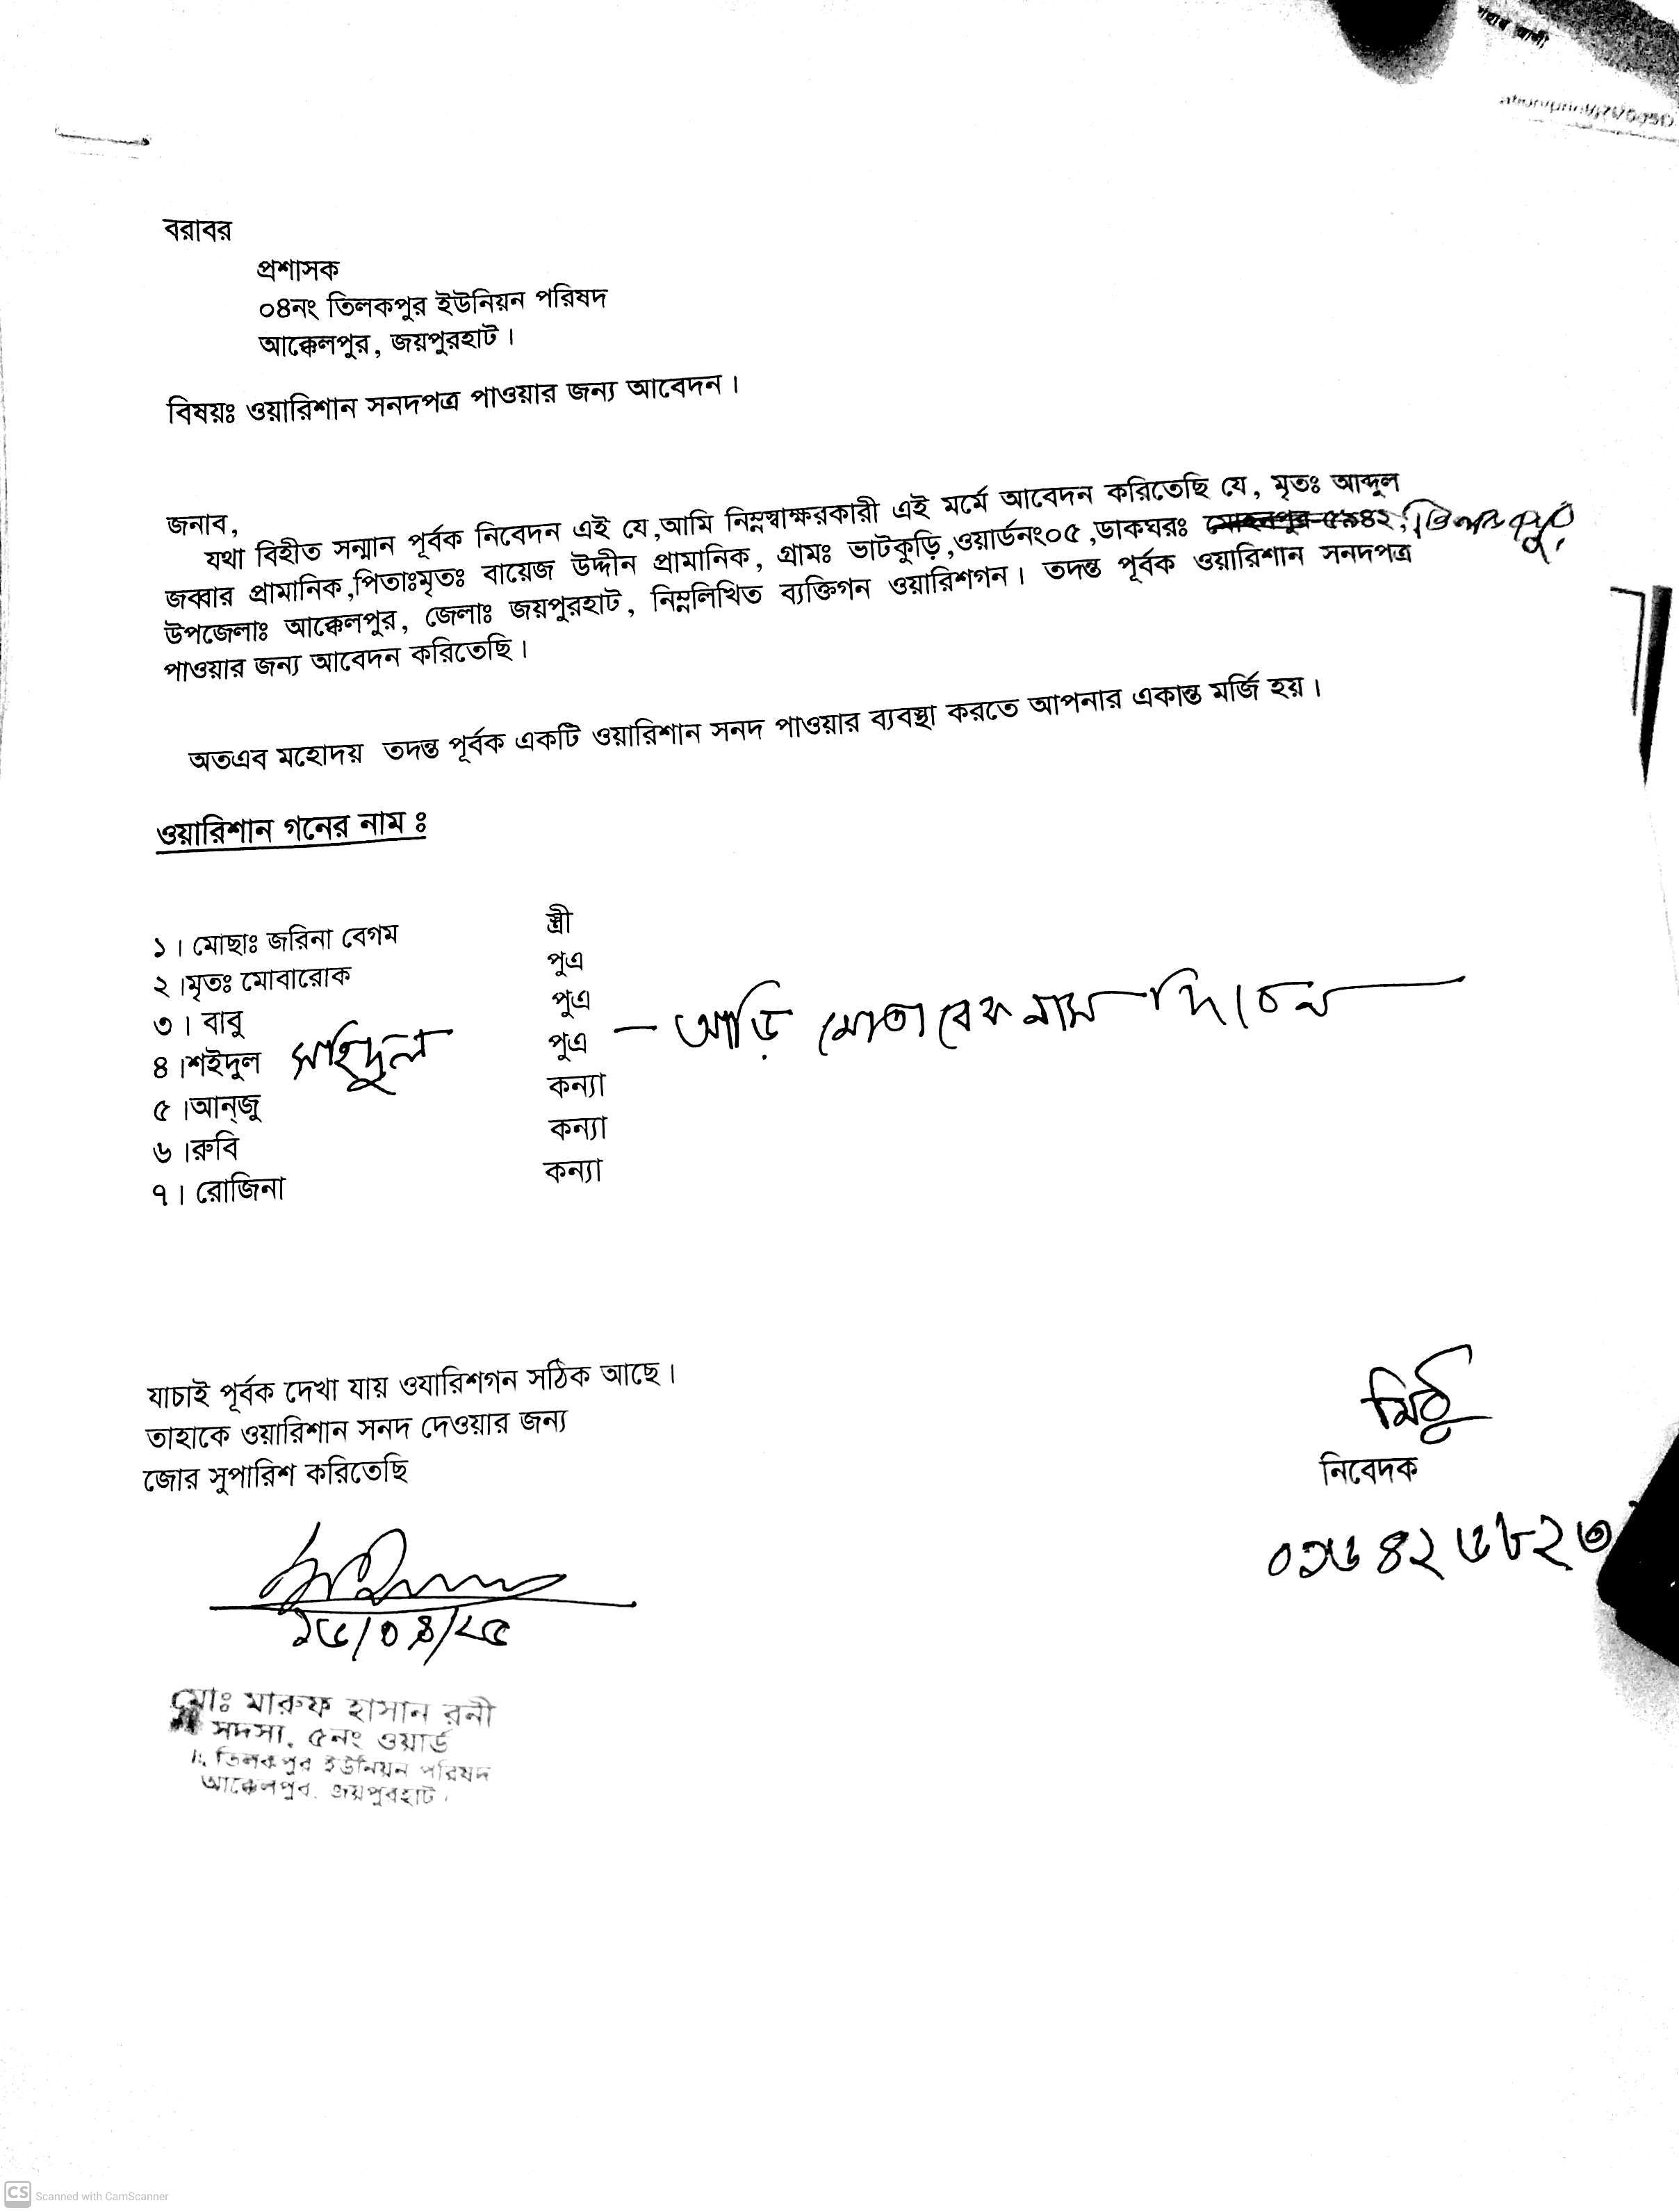 বরাবর
প্রশাসক
০৪নং তিলকপুর ইউনিয়ন পরিষদ
আক্কেলপুর, জয়পুরহাট।
বিষয়ঃ ওয়ারিশান সনদপত্র পাওয়ার জন্য আবেদন।
জনাব,
যথা বিহীত সন্মান পূর্বক নিবেদন এই যে,আমি নিম্নস্বাক্ষরকারী এই মর্মে আবেদন করিতেছি যে, মৃতঃ আব্দুল
জব্বার প্রামানিক,পিতাঃমৃতঃ বায়েজ উদ্দীন প্রামানিক, গ্রামঃ ভাটকুড়ি,ওয়ার্ডনং০৫,ডাকঘরঃ মোহনপুর-৫৯৪২, তিলকপুর,
উপজেলাঃ আক্কেলপুর, জেলাঃ জয়পুরহাট, নিম্নলিখিত ব্যক্তিগন ওয়ারিশগন। তদন্ত পূর্বক ওয়ারিশান সনদপত্র
পাওয়ার জন্য আবেদন করিতেছি।
অতএব মহোদয় তদন্ত পূর্বক একটি ওয়ারিশান সনদ পাওয়ার ব্যবস্থা করতে আপনার একান্ত মর্জি হয়।
ওয়ারিশান গনের নাম ঃ
১। মোছাঃ জরিনা বেগম স্ত্রী
২।মৃতঃ মোবারোক পুএ
৩। বাবু পুএ
৪।শইদুল সহিদুল পুএ — আড়ি মোতাবেক নাম দিবেন
৫।আন্জু কন্যা
৬।রুবি কন্যা
৭। রোজিনা কন্যা
যাচাই পূর্বক দেখা যায় ওযারিশগন সঠিক আছে।
তাহাকে ওয়ারিশান সনদ দেওয়ার জন্য
জোর সুপারিশ করিতেছি
মিঠু
নিবেদক
১৬/০৪/২৫
মোঃ মারুফ হাসান রনী
সদস্য, ৫নং ওয়ার্ড
তিলকপুর ইউনিয়ন পরিষদ
আক্কেলপুর, জয়পুরহাট।
CS Scanned with CamScanner